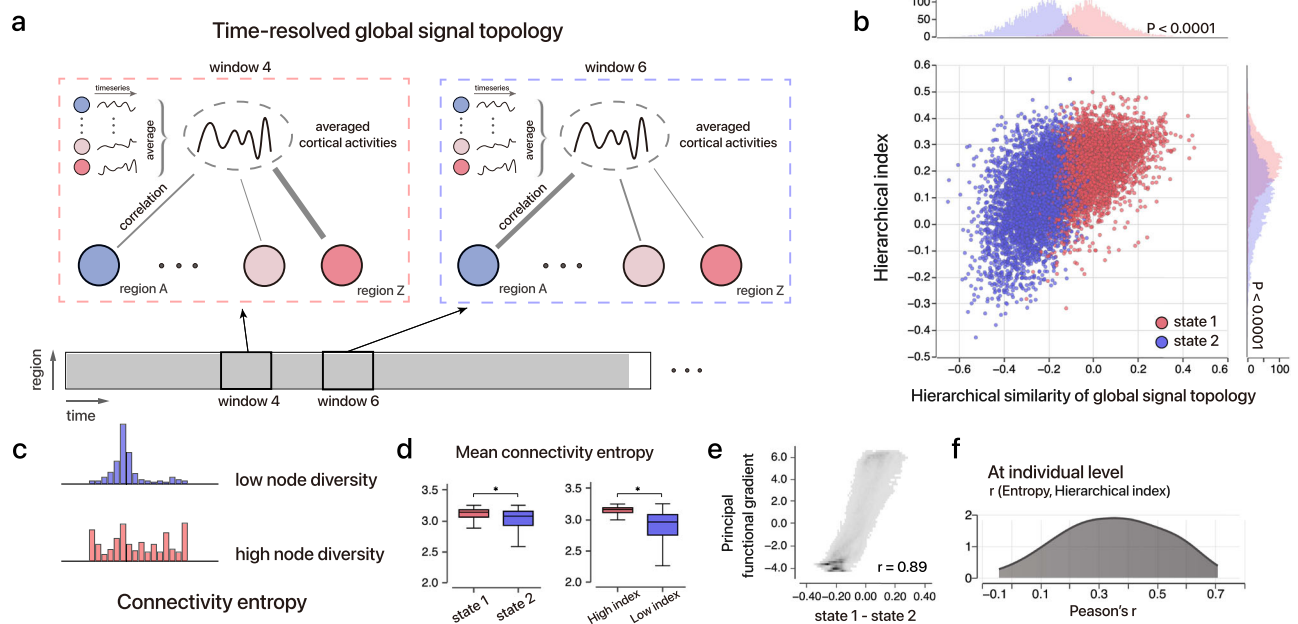 a
Time-resolved global signal topology
window 4
timeseries
average
averaged
cortical activities
correlation
region A
region Z
window 6
timeseries
average
averaged
cortical activities
correlation
region A
region Z
region
time
window 4
window 6
b
100
50
0
P < 0.0001
0.6
0.5
0.4
0.3
0.2
0.1
0.0
−0.1
−0.2
−0.3
−0.4
−0.5
Hierarchical index
state 1
state 2
−0.6 −0.4 −0.2 0.0 0.2 0.4 0.6
Hierarchical similarity of global signal topology
P < 0.0001
0 100
c
low node diversity
high node diversity
Connectivity entropy
d
Mean connectivity entropy
3.5
3.0
2.5
2.0
*
state 1 state 2
3.5
3.0
2.5
2.0
*
High index Low index
e
Principal
functional gradient
6.0
4.0
2.0
0.0
−2.0
−4.0
r = 0.89
−0.40 −0.20 0.00 0.20 0.40
state 1 - state 2
f
At individual level
r (Entropy, Hierarchical index)
2
1
0
−0.1 0.1 0.3 0.5 0.7
Peason's r